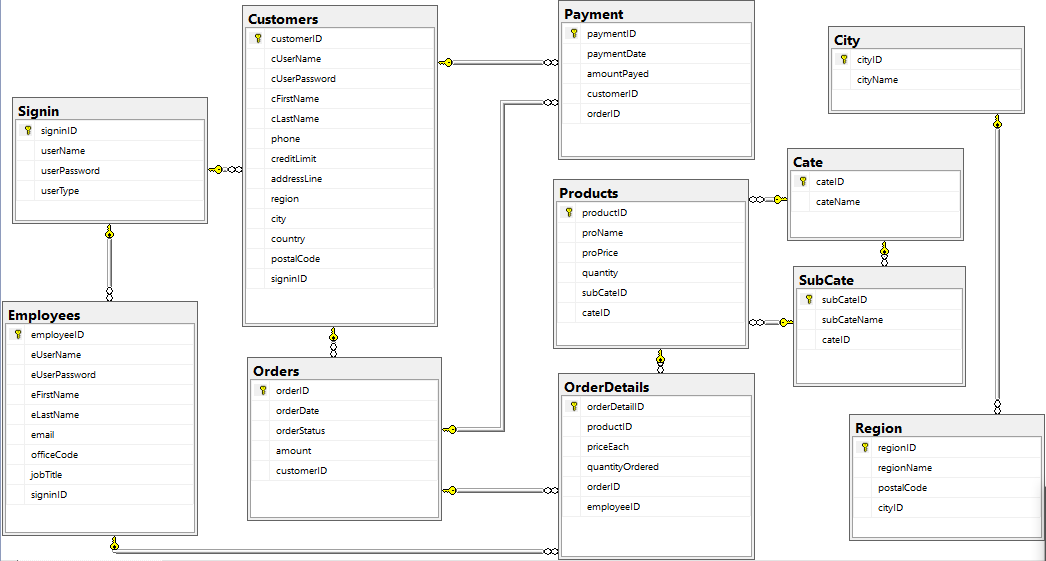 Customers
customerID
cUserName
cUserPassword
cFirstName
cLastName
phone
creditLimit
addressLine
region
city
country
postalCode
signinID
Payment
paymentID
paymentDate
amountPayed
customerID
orderID
City
cityID
cityName
Signin
signinID
userName
userPassword
userType
Cate
cateID
cateName
Products
productID
proName
proPrice
quantity
subCateID
cateID
SubCate
subCateID
subCateName
cateID
Employees
employeeID
eUserName
eUserPassword
eFirstName
eLastName
email
officeCode
jobTitle
signinID
Orders
orderID
orderDate
orderStatus
amount
customerID
OrderDetails
orderDetailID
productID
priceEach
quantityOrdered
orderID
employeeID
Region
regionID
regionName
postalCode
cityID